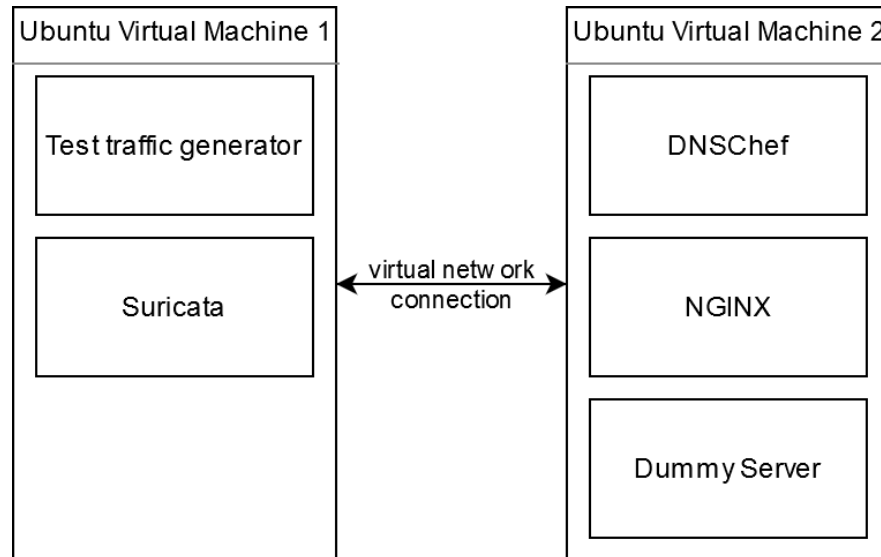 Ubuntu Virtual Machine 1
Ubuntu Virtual Machine 2
Test traffic generator
DNSChef
virtual netw ork
connection
Suricata
NGINX
Dummy Server